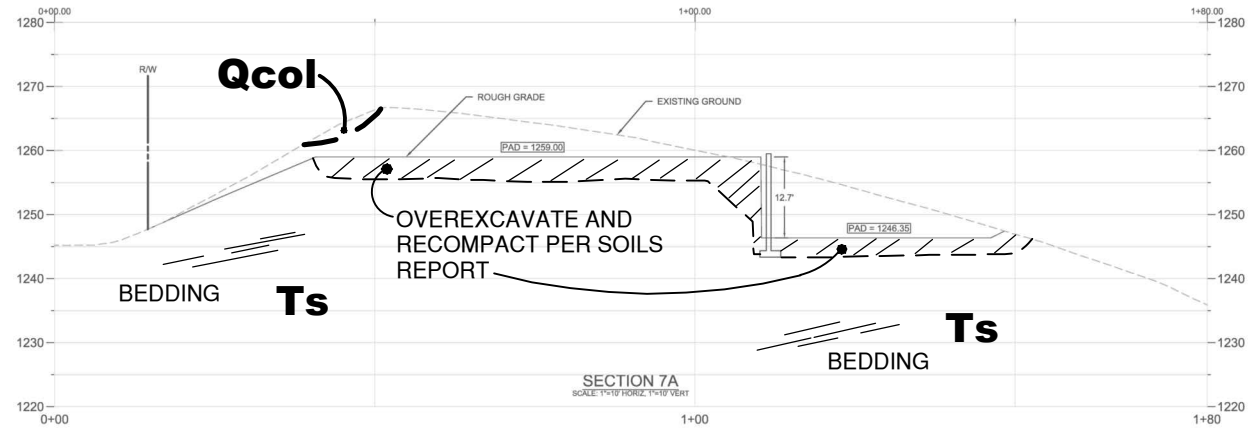 0+00.00 1+00.00 1+80.00
1280 1280
R/W
Qcol
1270 1270
ROUGH GRADE
EXISTING GROUND
1260 PAD = 1259.00 1260
12.7'
OVEREXCAVATE AND
RECOMPACT PER SOILS
REPORT
1250 PAD = 1246.35 1250
1240 1240
BEDDING
Ts
Ts
1230 1230
BEDDING
SECTION 7A
SCALE: 1"=10' HORIZ, 1"=10' VERT
1220 1220
0+00 1+00 1+80